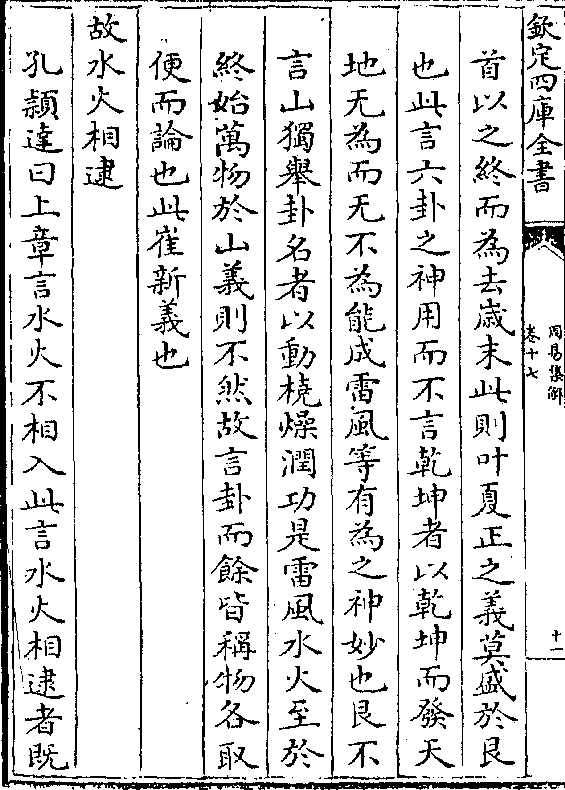 欽定四庫全書
周易集解
卷十七
十一
首以之終而為去歲末此則叶夏正之義莫盛於艮
也此言六卦之神用而不言乾坤者以乾坤而發天
地无為而无不為能成雷風等有為之神妙也艮不
言山獨舉卦名者以動橈燥潤功是雷風水火至於
終始萬物於山義則不然故言卦而餘皆稱物各取
便而論也此崔新義也
故水火相逮
孔穎達曰上章言水火不相入此言水火相逮者既